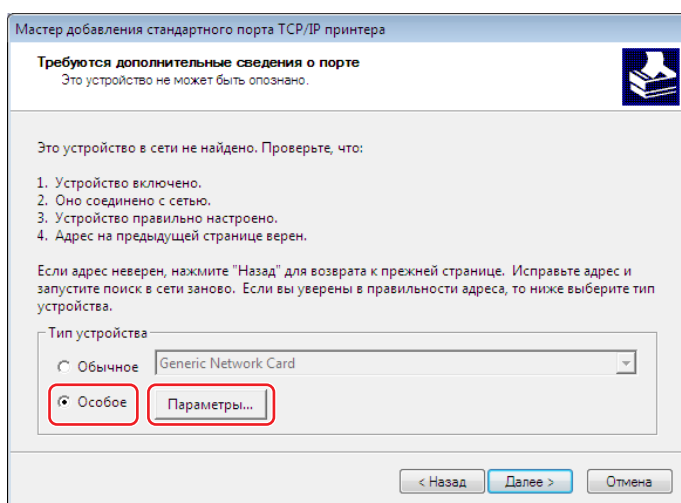 Мастер добавления стандартного порта TCP/IP принтера
Требуются дополнительные сведения о порте
Это устройство не может быть опознано.
Это устройство в сети не найдено. Проверьте, что:
1. Устройство включено.
2. Оно соединено с сетью.
3. Устройство правильно настроено.
4. Адрес на предыдущей странице верен.
Если адрес неверен, нажмите "Назад" для возврата к прежней странице. Исправьте адрес и
запустите поиск в сети заново. Если вы уверены в правильности адреса, то ниже выберите тип
устройства.
Тип устройства
Обычное Generic Network Card
Особое Параметры...
< Назад Далее > Отмена